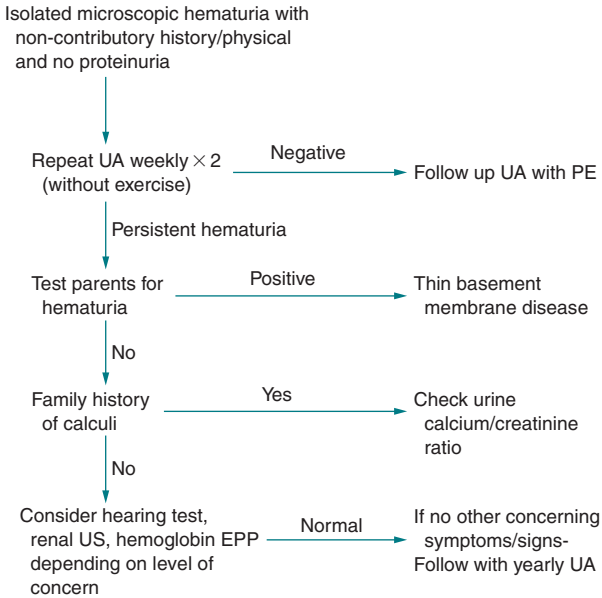 Isolated microscopic hematuria with
non-contributory history/physical
and no proteinuria
Repeat UA weekly × 2
(without exercise)
Negative
Follow up UA with PE
Persistent hematuria
Test parents for
hematuria
Positive
Thin basement
membrane disease
No
Family history
of calculi
Yes
Check urine
calcium/creatinine
ratio
No
Consider hearing test,
renal US, hemoglobin EPP
depending on level of
concern
Normal
If no other concerning
symptoms/signs-
Follow with yearly UA